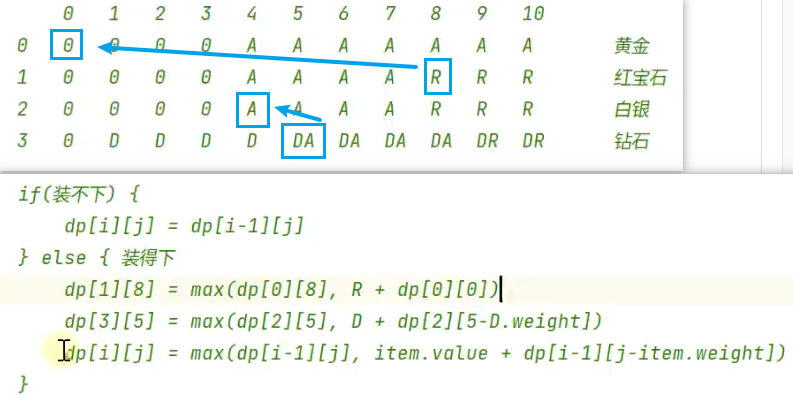 0 1 2 3 4 5 6 7 8 9 10
0 0 0 0 0 A A A A A A A 黄金
1 0 0 0 0 A A A A R R R 红宝石
2 0 0 0 0 A A A A R R R 白银
3 0 D D D D DA DA DA DA DR DR 钻石
if(装不下) {
dp[i][j] = dp[i-1][j]
} else { 装得下
dp[1][8] = max(dp[0][8], R + dp[0][0])
dp[3][5] = max(dp[2][5], D + dp[2][5-D.weight])
dp[i][j] = max(dp[i-1][j], item.value + dp[i-1][j-item.weight])
}